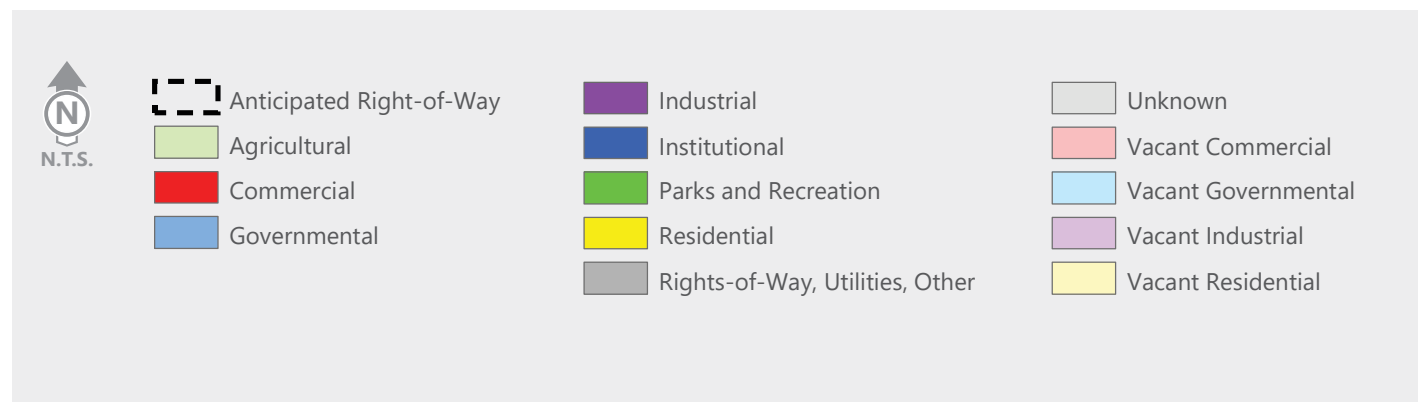 N
N.T.S.
Anticipated Right-of-Way
Agricultural
Commercial
Governmental
Industrial
Institutional
Parks and Recreation
Residential
Rights-of-Way, Utilities, Other
Unknown
Vacant Commercial
Vacant Governmental
Vacant Industrial
Vacant Residential